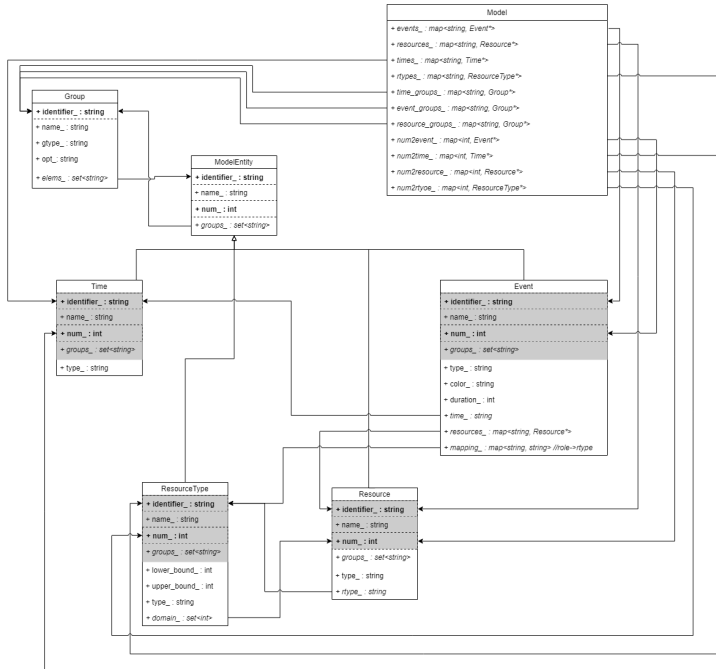 Model
+ events_ : map<string, Event*>
+ resources_ : map<string, Resource*>
+ times_ : map<string, Time*>
+ rtypes_ : map<string, ResourceType*>
+ time_groups_ : map<string, Group*>
+ event_groups_ : map<string, Group*>
+ resource_groups_ : map<string, Group*>
+ num2event_ : map<int, Event*>
+ num2time_ : map<int, Time*>
+ num2resource_ : map<int, Resource*>
+ num2rtyoe_ : map<int, ResourceType*>
Group
+ identifier_ : string
+ name_ : string
+ gtype_ : string
+ opt_ : string
+ elems_ : set<string>
ModelEntity
+ identifier_ : string
+ name_ : string
+ num_ : int
+ groups_ : set<string>
Time
+ identifier_ : string
+ name_ : string
+ num_ : int
+ groups_ : set<string>
+ type_ : string
Event
+ identifier_ : string
+ name_ : string
+ num_ : int
+ groups_ : set<string>
+ type_ : string
+ color_ : string
+ duration_ : int
+ time_ : string
+ resources_ : map<string, Resource*>
+ mapping_ : map<string, string> //role->rtype
ResourceType
+ identifier_ : string
+ name_ : string
+ num_ : int
+ groups_ : set<string>
+ lower_bound_ : int
+ upper_bound_ : int
+ type_ : string
+ domain_ : set<int>
Resource
+ identifier_ : string
+ name_ : string
+ num_ : int
+ groups_ : set<string>
+ type_ : string
+ rtype_ : string